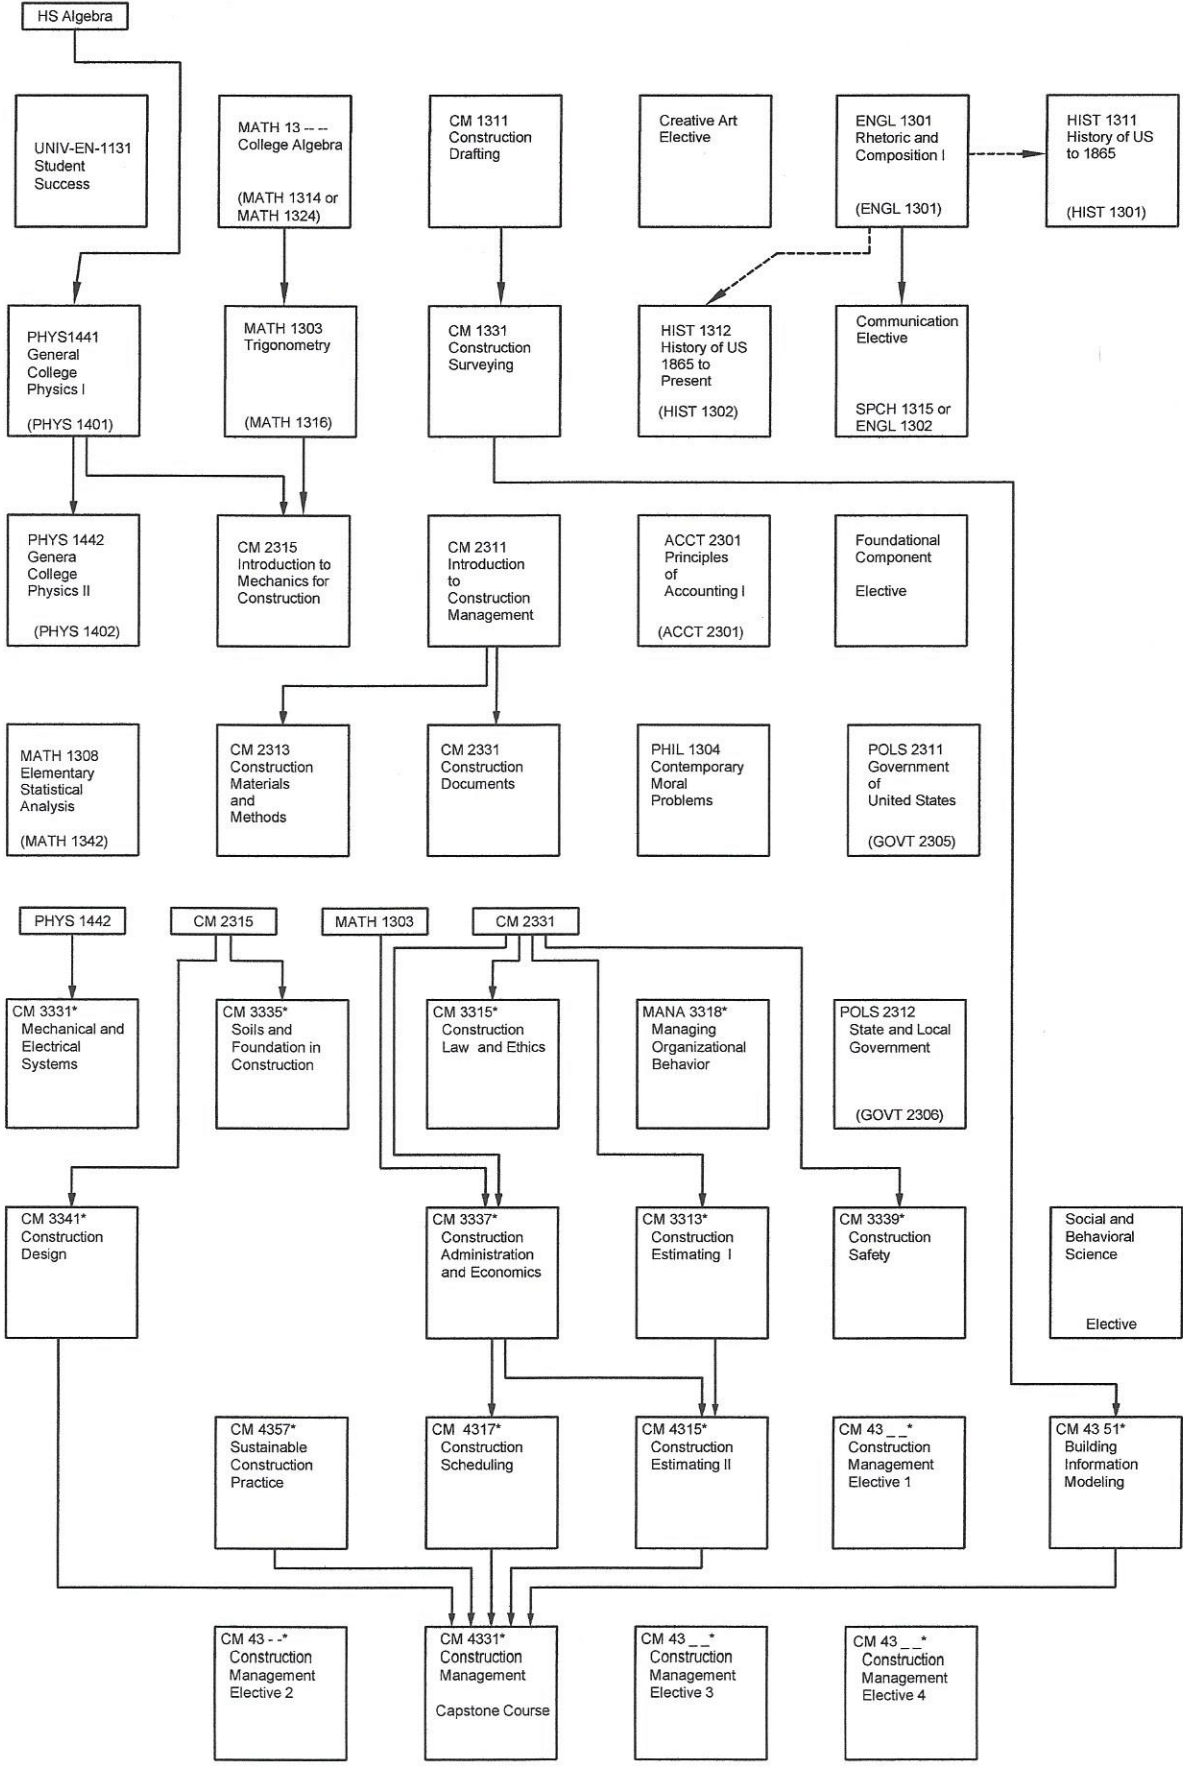 HS Algebra
UNIV-EN-1131
Student
Success
MATH 13 -- --
College Algebra
(MATH 1314 or
MATH 1324)
CM 1311
Construction
Drafting
Creative Art
Elective
ENGL 1301
Rhetoric and
Composition I
(ENGL 1301)
HIST 1311
History of US
to 1865
(HIST 1301)
PHYS1441
General
College
Physics I
(PHYS 1401)
MATH 1303
Trigonometry
(MATH 1316)
CM 1331
Construction
Surveying
HIST 1312
History of US
1865 to
Present
(HIST 1302)
Communication
Elective
SPCH 1315 or
ENGL 1302
PHYS 1442
Genera
College
Physics II
(PHYS 1402)
CM 2315
Introduction to
Mechanics for
Construction
CM 2311
Introduction
to
Construction
Management
ACCT 2301
Principles
of
Accounting I
(ACCT 2301)
Foundational
Component
Elective
MATH 1308
Elementary
Statistical
Analysis
(MATH 1342)
CM 2313
Construction
Materials
and
Methods
CM 2331
Construction
Documents
PHIL 1304
Contemporary
Moral
Problems
POLS 2311
Government
of
United States
(GOVT 2305)
PHYS 1442
CM 2315
MATH 1303
CM 2331
CM 3331*
Mechanical and
Electrical
Systems
CM 3335*
Soils and
Foundation in
Construction
CM 3315*
Construction
Law and Ethics
MANA 3318*
Managing
Organizational
Behavior
POLS 2312
State and Local
Government
(GOVT 2306)
CM 3341*
Construction
Design
CM 3337*
Construction
Administration
and Economics
CM 3313*
Construction
Estimating I
CM 3339*
Construction
Safety
Social and
Behavioral
Science
Elective
CM 4357*
Sustainable
Construction
Practice
CM 4317*
Construction
Scheduling
CM 4315*
Construction
Estimating II
CM 43 _ _*
Construction
Management
Elective 1
CM 43 51*
Building
Information
Modeling
CM 43 - -*
Construction
Management
Elective 2
CM 4331*
Construction
Management
Capstone Course
CM 43 _ _*
Construction
Management
Elective 3
CM 43 _ _*
Construction
Management
Elective 4